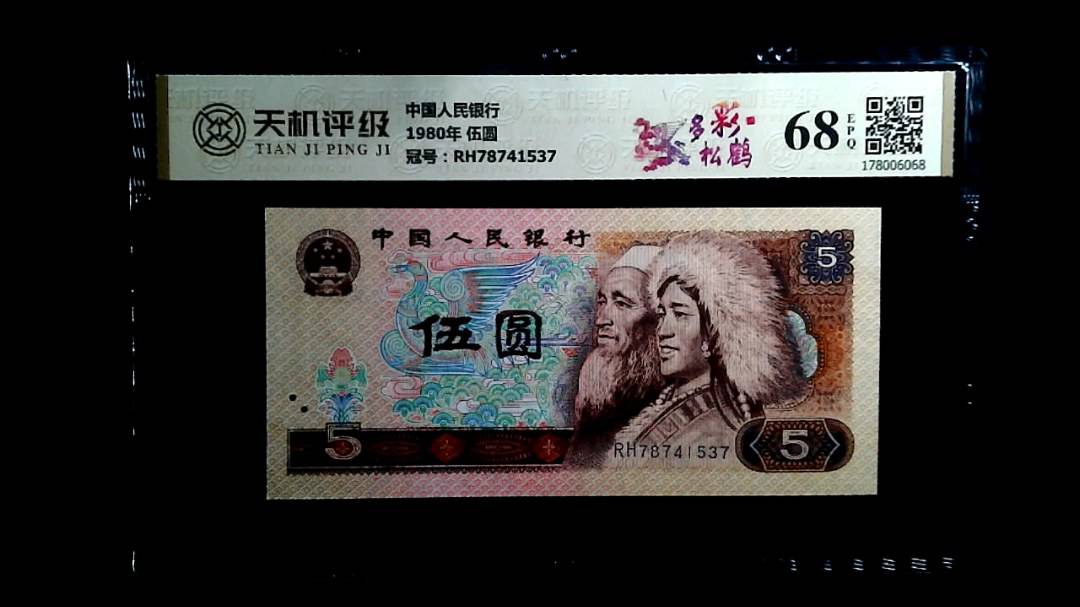 天机评级
TIAN JI PING JI
中国人民银行
1980年 伍圆
冠号：RH78741537
多彩
松鹤
68
EPQ
178006068
中国人民银行
5
伍圆
5
RH78741537
5